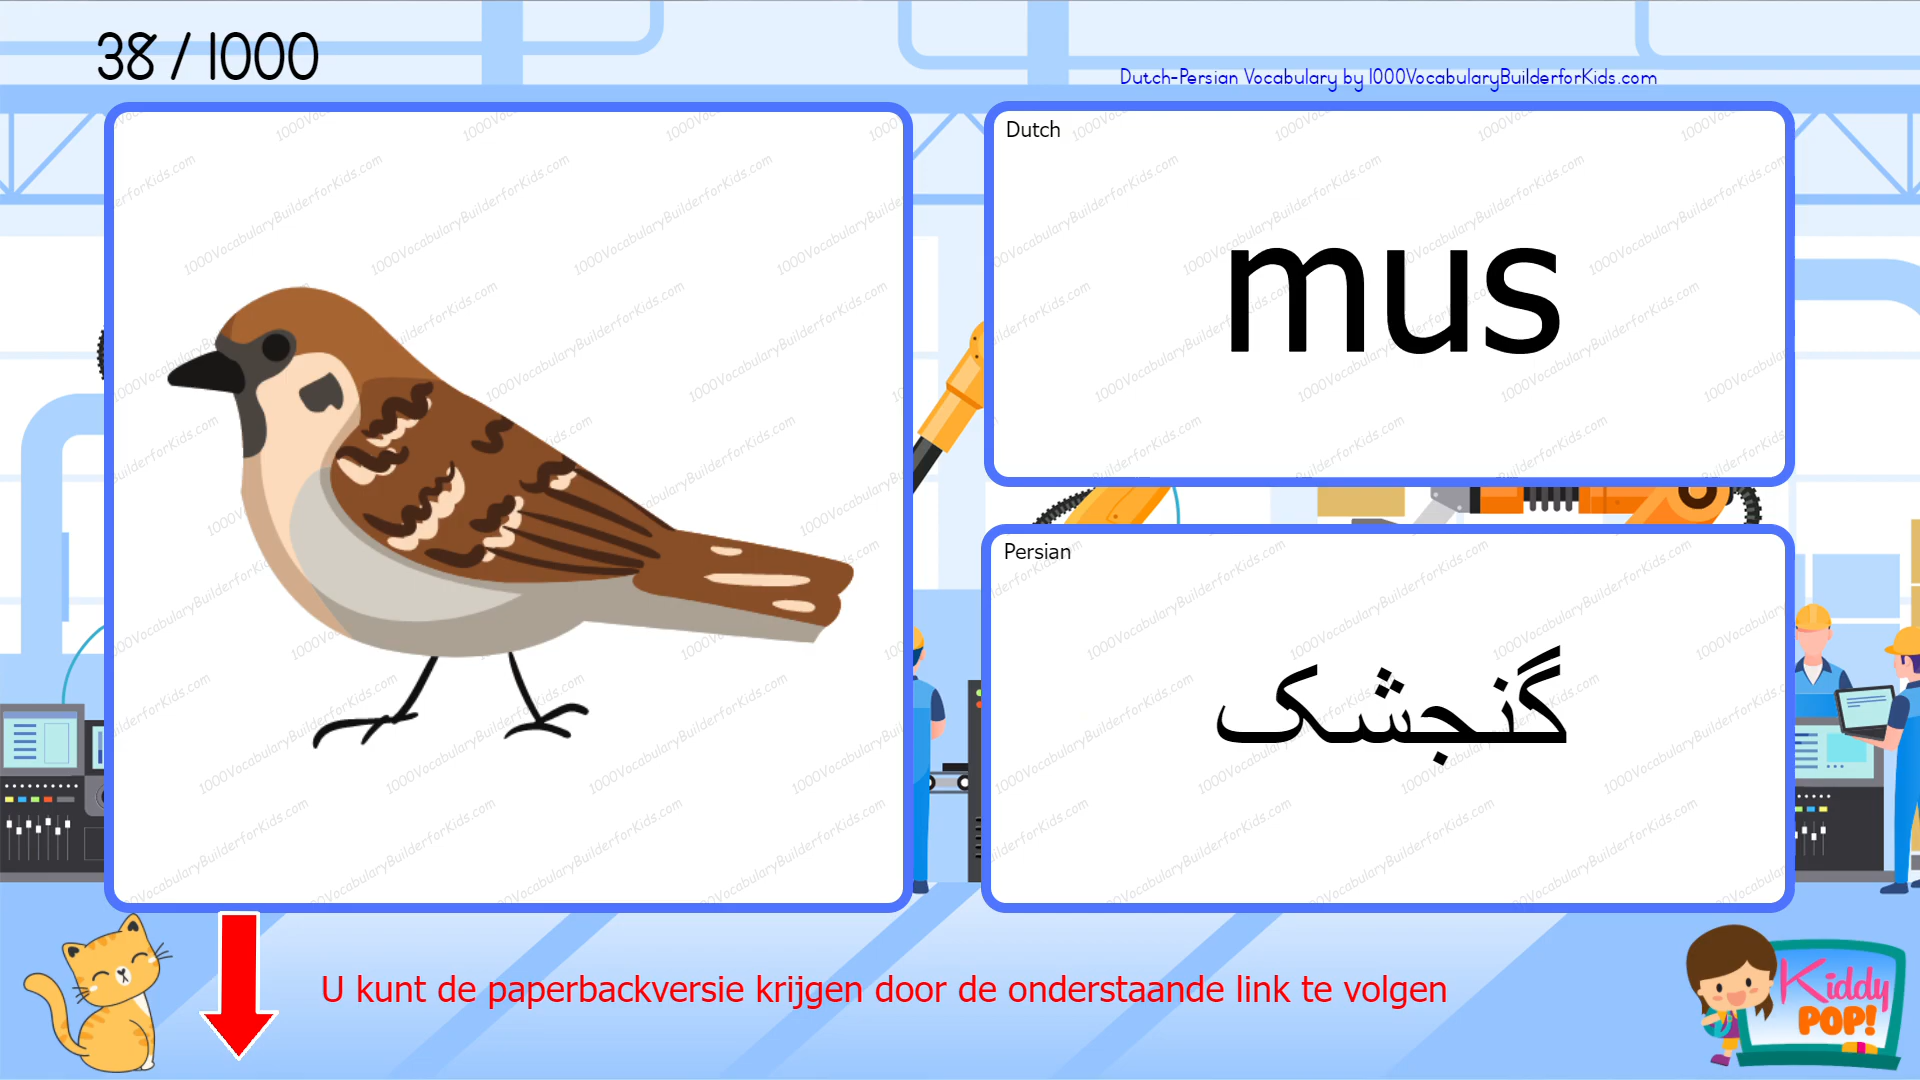 38 / 1000
Dutch-Persian Vocabulary by 1000VocabularyBuilderforKids.com
Dutch
mus
Persian
گنجشک
U kunt de paperbackversie krijgen door de onderstaande link te volgen
Kiddy
POP!